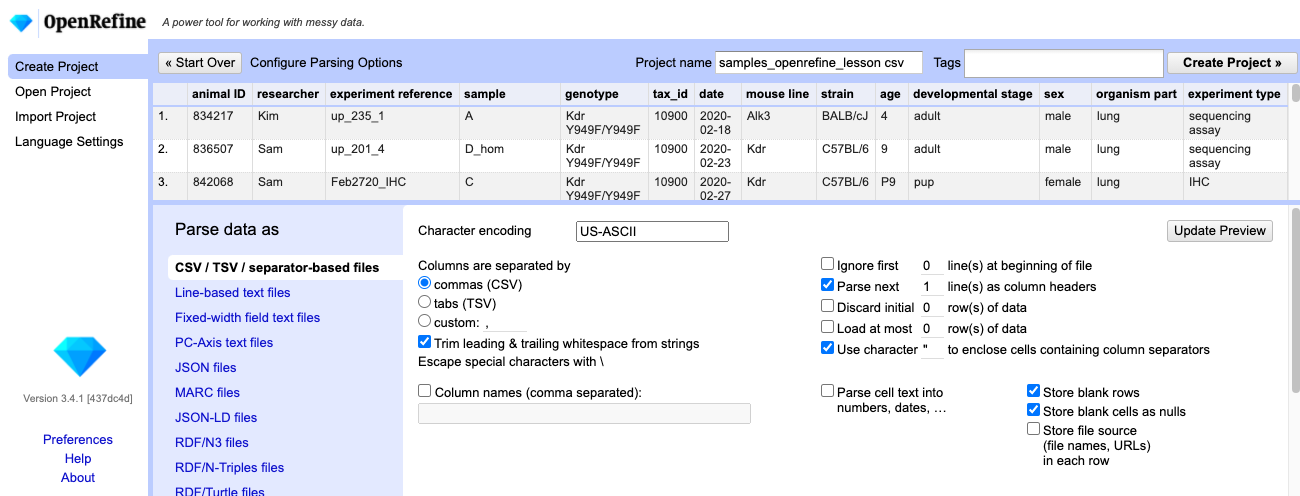 OpenRefine A power tool for working with messy data.
Create Project
Open Project
Import Project
Language Settings
Version 3.4.1 [437dc4d]
Preferences
Help
About
« Start Over Configure Parsing Options Project name samples_openrefine_lesson csv Tags Create Project »
animal ID researcher experiment reference sample genotype tax_id date mouse line strain age developmental stage sex organism part experiment type
1. 834217 Kim up_235_1 A Kdr Y949F/Y949F 10900 2020-02-18 Alk3 BALB/cJ 4 adult male lung sequencing assay
2. 836507 Sam up_201_4 D_hom Kdr Y949F/Y949F 10900 2020-02-23 Kdr C57BL/6 9 adult male lung sequencing assay
3. 842068 Sam Feb2720_IHC C Kdr Y949F/Y949F 10900 2020-02-27 Kdr C57BL/6 P9 pup female lung IHC
Parse data as
CSV / TSV / separator-based files
Line-based text files
Fixed-width field text files
PC-Axis text files
JSON files
MARC files
JSON-LD files
RDF/N3 files
RDF/N-Triples files
RDF/Turtle files
Character encoding US-ASCII Update Preview
Columns are separated by
commas (CSV)
tabs (TSV)
custom: ,
Trim leading & trailing whitespace from strings
Escape special characters with \
Column names (comma separated):
Ignore first 0 line(s) at beginning of file
Parse next 1 line(s) as column headers
Discard initial 0 row(s) of data
Load at most 0 row(s) of data
Use character " to enclose cells containing column separators
Parse cell text into
numbers, dates, …
Store blank rows
Store blank cells as nulls
Store file source
(file names, URLs)
in each row